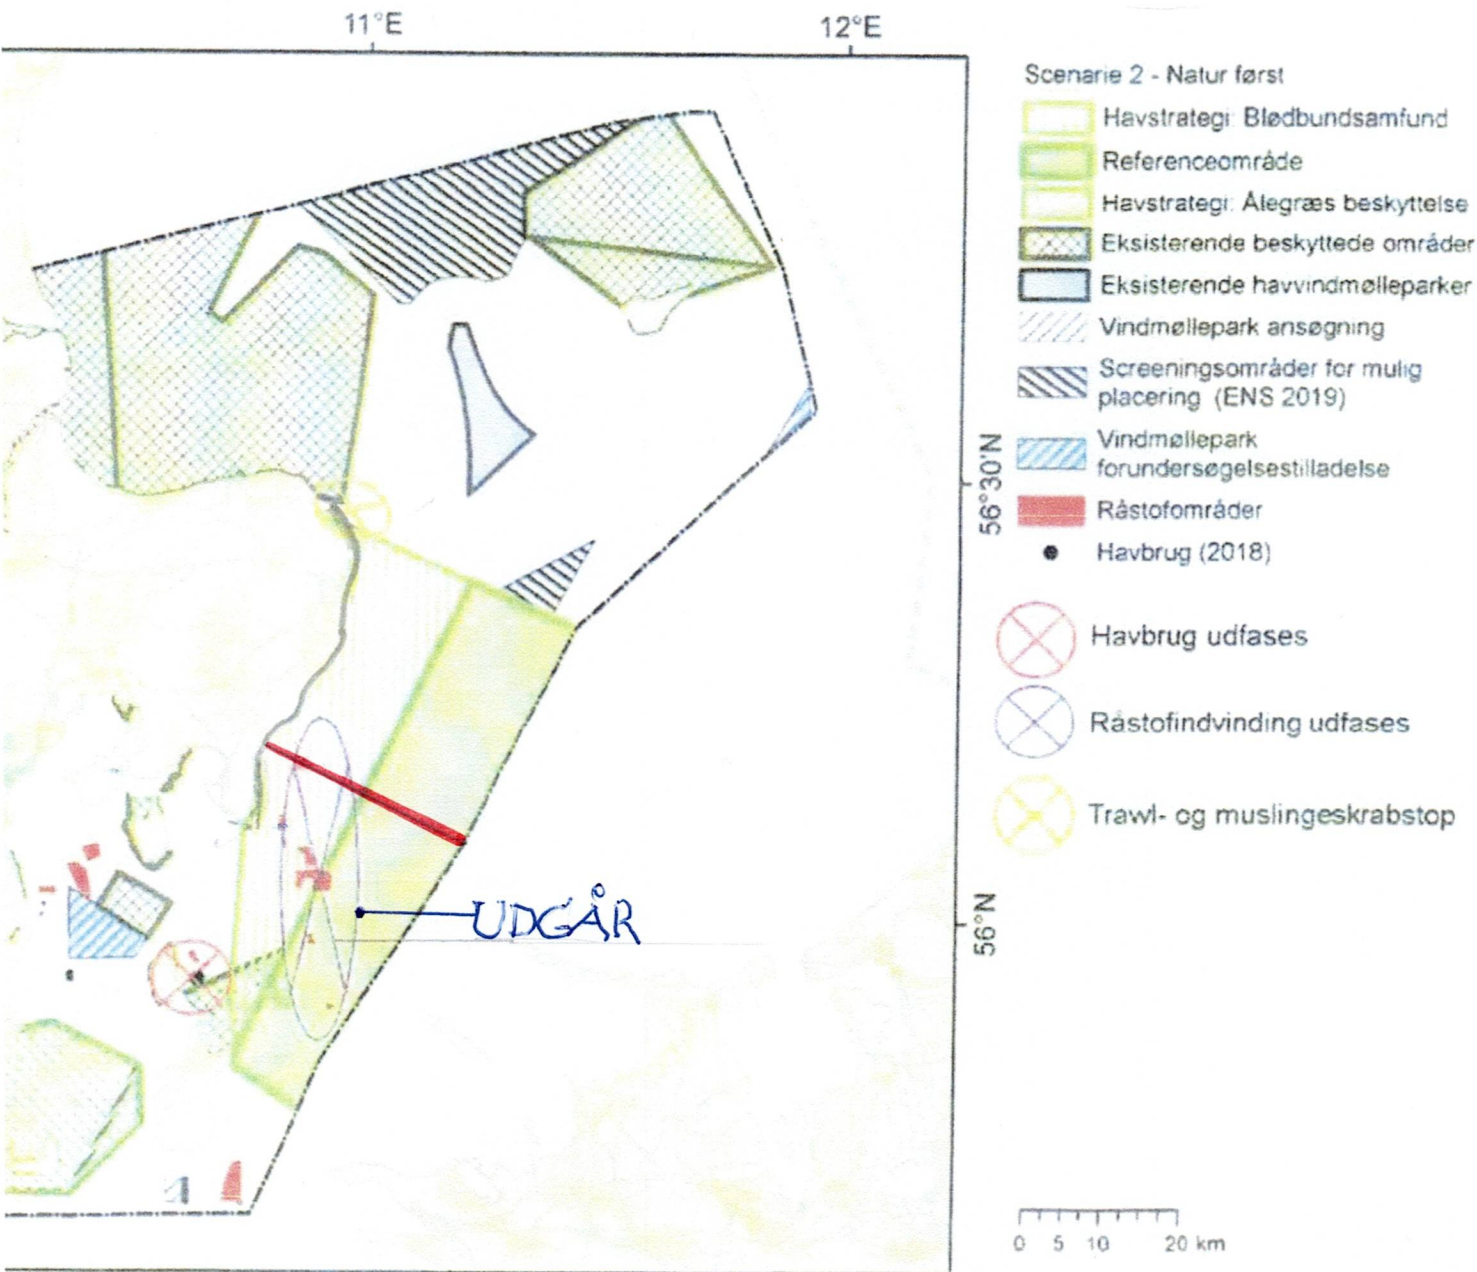 11°E
12°E
Scenarie 2 - Natur først
Havstrategi: Blødbundsamfund
Referenceområde
Havstrategi: Ålegræs beskyttelse
Eksisterende beskyttede områder
Eksisterende havvindmølleparker
Vindmøllepark ansøgning
Screeningsområder for mulig
placering (ENS 2019)
Vindmøllepark
forundersøgelsestilladelse
Råstofområder
Havbrug (2018)
Havbrug udfases
Råstofindvinding udfases
Trawl- og muslingeskrabstop
56°30'N
56°N
UDGÅR
0 5 10 20 km